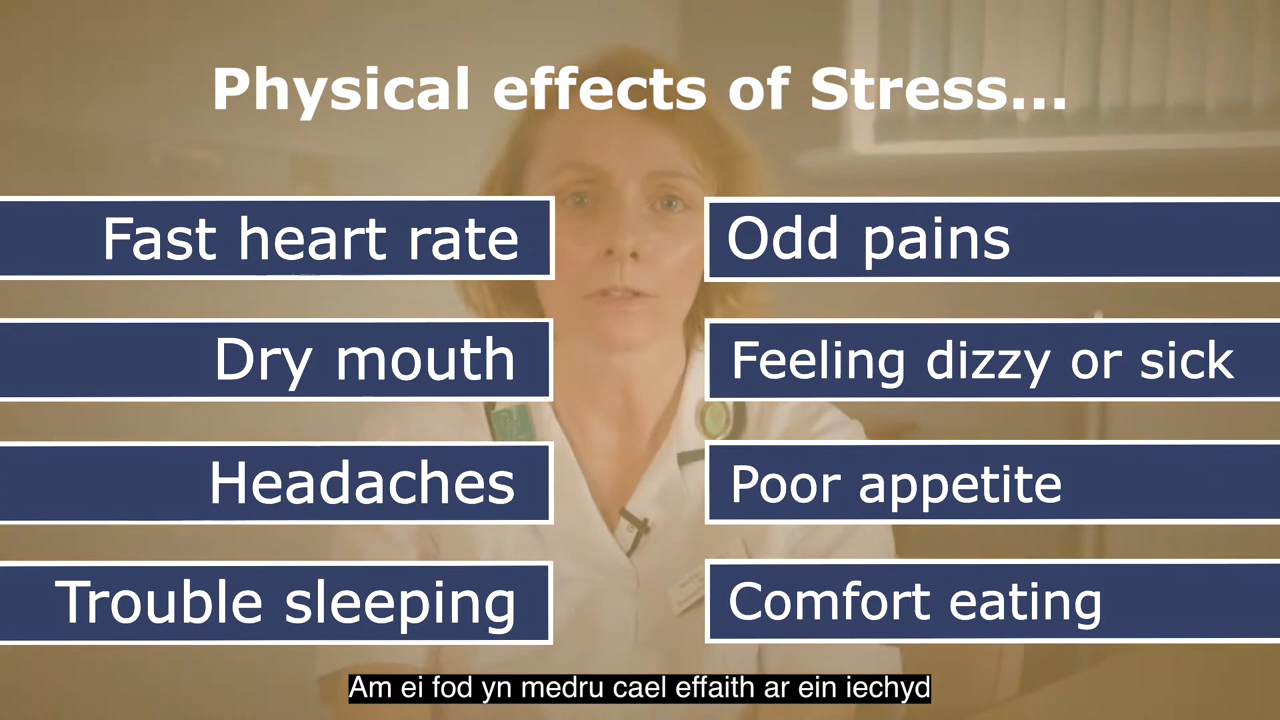 Physical effects of Stress...
Fast heart rate
Odd pains
Dry mouth
Feeling dizzy or sick
Headaches
Poor appetite
Trouble sleeping
Comfort eating
Am ei fod yn medru cael effaith ar ein iechyd